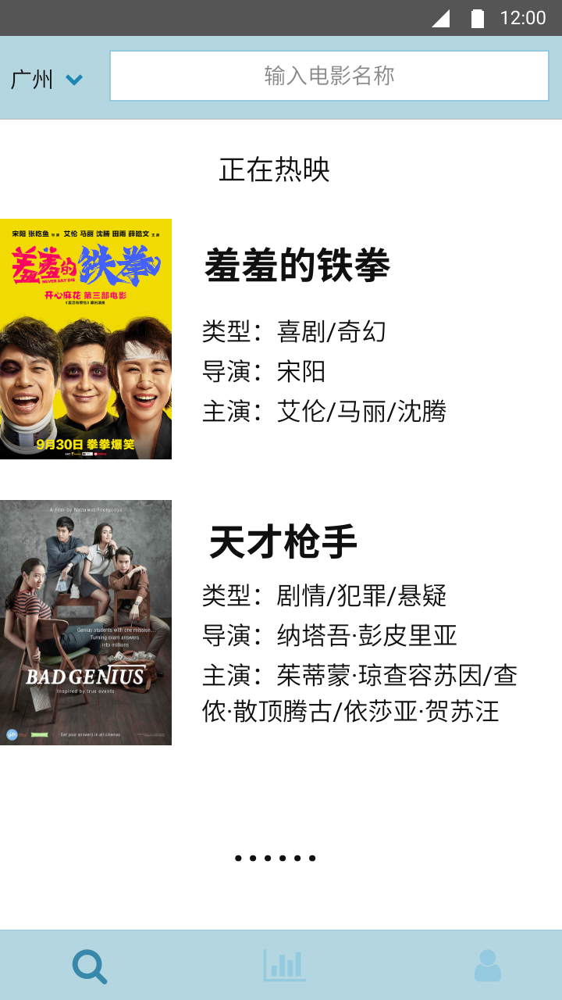 12:00
广州
输入电影名称
正在热映
宋阳 张吃鱼 导演 艾伦 马丽 沈腾 田雨 薛皓文 主演
羞羞的铁拳
NEVER SAY DIE
开心麻花 第三部电影
9月30日 拳拳爆笑
羞羞的铁拳
类型：喜剧/奇幻
导演：宋阳
主演：艾伦/马丽/沈腾
A Film by Nattawut Poonpiriya
Genius students with one mission...
Turning exam answers
into millions
BAD GENIUS
Inspired by true events
Get your answers in all cinemas
天才枪手
类型：剧情/犯罪/悬疑
导演：纳塔吾·彭皮里亚
主演：茱蒂蒙·琼查容苏因/查
侬·散顶腾古/依莎亚·贺苏汪
······